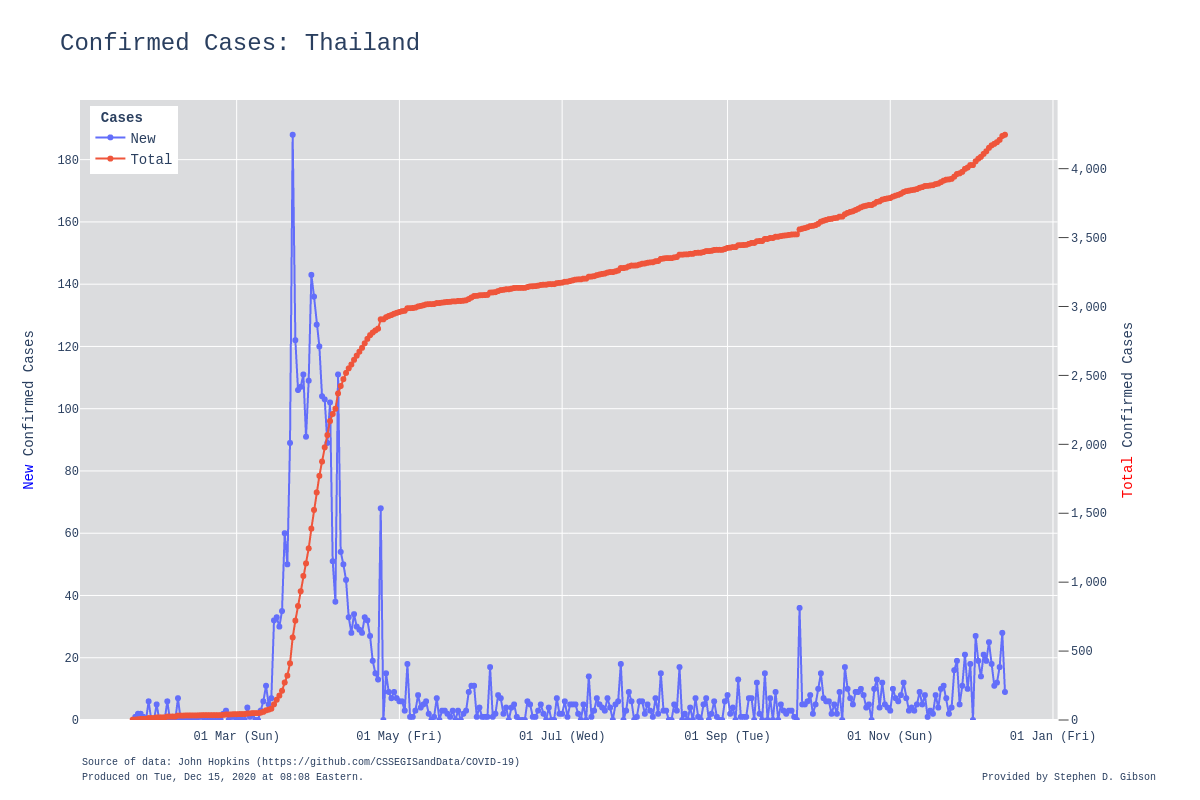 Confirmed Cases: Thailand
Cases
New
Total
180
160
140
120
100
80
60
40
20
0
4,000
3,500
3,000
2,500
2,000
1,500
1,000
500
0
New Confirmed Cases
Total Confirmed Cases
01 Mar (Sun)
01 May (Fri)
01 Jul (Wed)
01 Sep (Tue)
01 Nov (Sun)
01 Jan (Fri)
Source of data: John Hopkins (https://github.com/CSSEGISandData/COVID-19)
Produced on Tue, Dec 15, 2020 at 08:08 Eastern.
Provided by Stephen D. Gibson